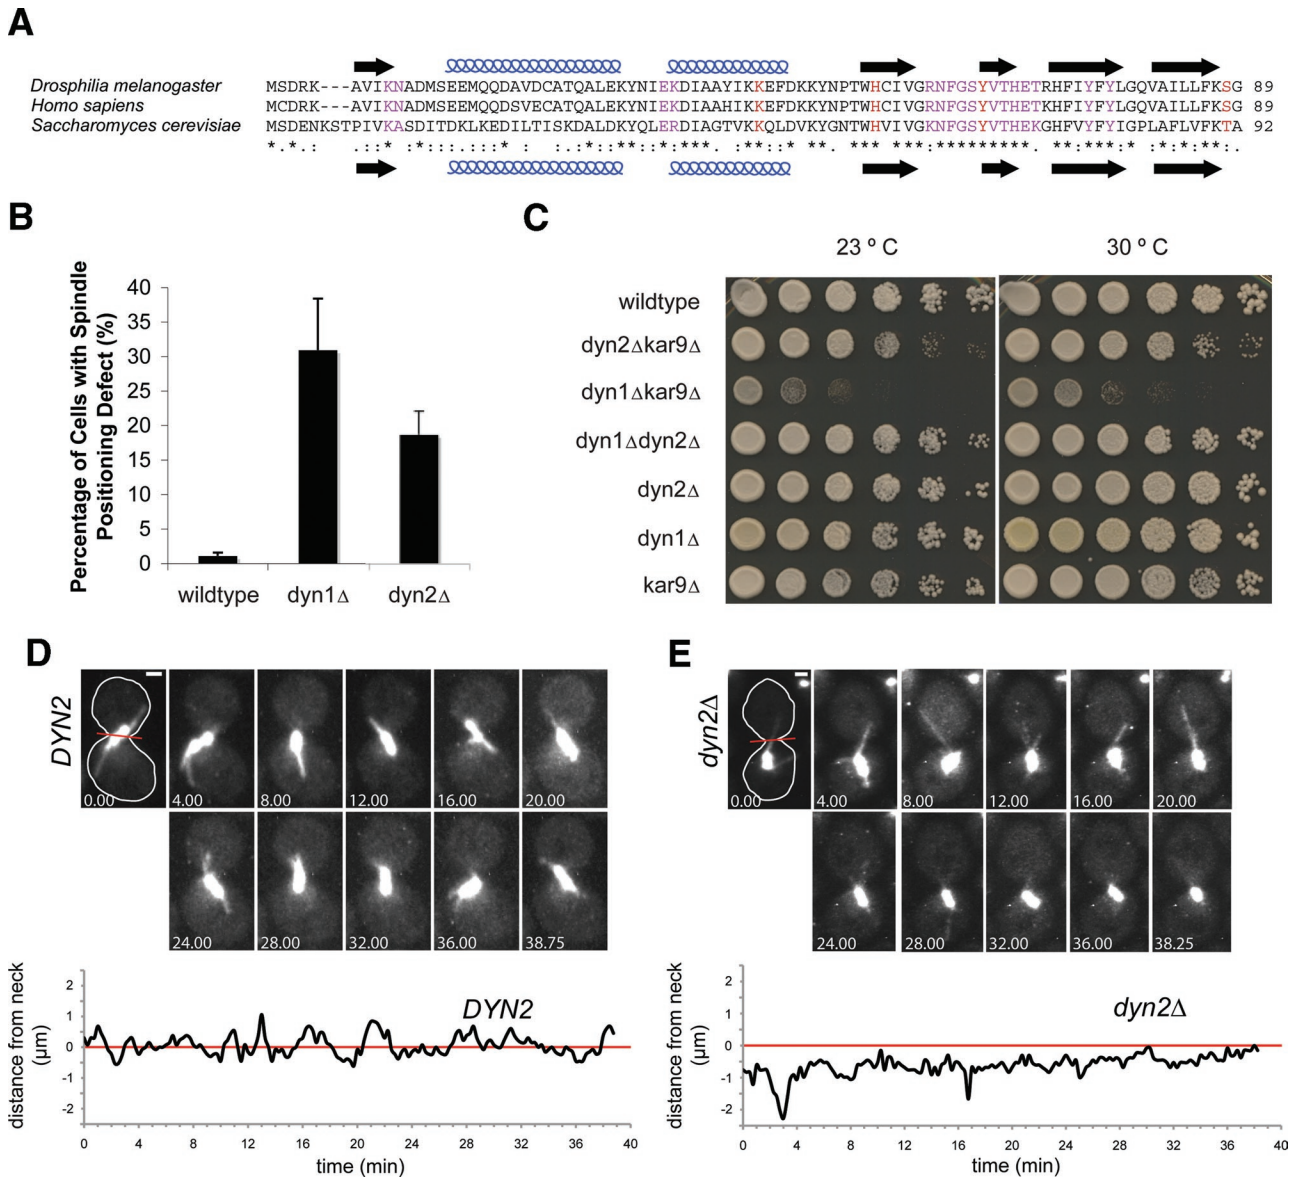 A
Drosphilia melanogaster MSDRK---AVIKNADMSEEMQQDAVDCATQALEKYNIEKDIAAYIKKEFDKKYNPTWHCIVGRNFGSYVTHETRHFIYFYLGQVAILLFKSG 89
Homo sapiens MCDRK---AVIKNADMSEEMQQDSVECATQALEKYNIEKDIAAHIKKEFDKKYNPTWHCIVGRNFGSYVTHETKHFIYFYLGQVAILLFKSG 89
Saccharomyces cerevisiae MSDENKSTPIVKASDITDKLKEDILTISKDALDKYQLERDIAGTVKKQLDVKYGNTWHVIVGKNFGSYVTHEKGHFVYFYIGPLAFLVFKTA 92
B
Percentage of Cells with Spindle
Positioning Defect (%)
40
35
30
25
20
15
10
5
0
wildtype dyn1Δ dyn2Δ
C
23 º C 30 º C
wildtype
dyn2Δkar9Δ
dyn1Δkar9Δ
dyn1Δdyn2Δ
dyn2Δ
dyn1Δ
kar9Δ
D
DYN2
0.00 4.00 8.00 12.00 16.00 20.00
24.00 28.00 32.00 36.00 38.75
distance from neck
(µm)
2
1
0
-1
-2
DYN2
0 4 8 12 16 20 24 28 32 36 40
time (min)
E
dyn2Δ
0.00 4.00 8.00 12.00 16.00 20.00
24.00 28.00 32.00 36.00 38.25
distance from neck
(µm)
2
1
0
-1
-2
dyn2Δ
0 4 8 12 16 20 24 28 32 36 40
time (min)